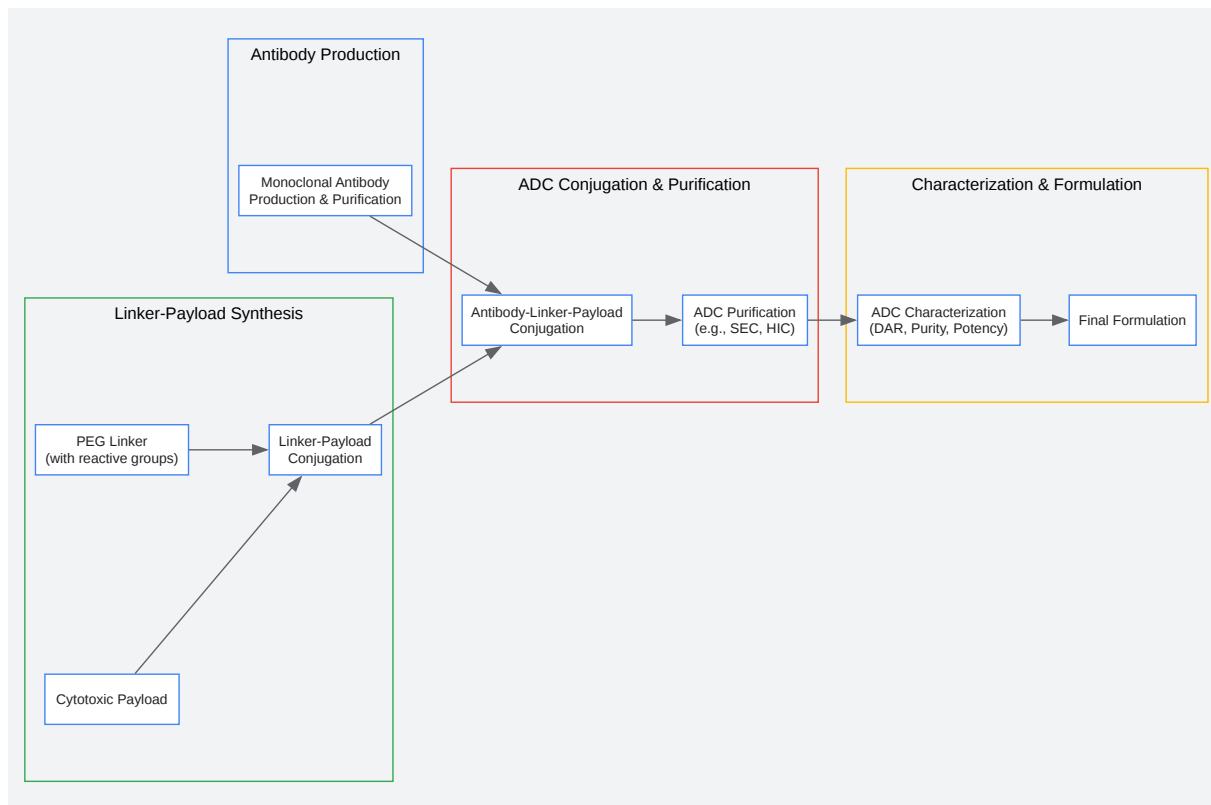 Antibody Production
Monoclonal Antibody
Production & Purification
Linker-Payload Synthesis
PEG Linker
(with reactive groups)
Linker-Payload
Conjugation
Cytotoxic Payload
ADC Conjugation & Purification
Antibody-Linker-Payload
Conjugation
ADC Purification
(e.g., SEC, HIC)
Characterization & Formulation
ADC Characterization
(DAR, Purity, Potency)
Final Formulation